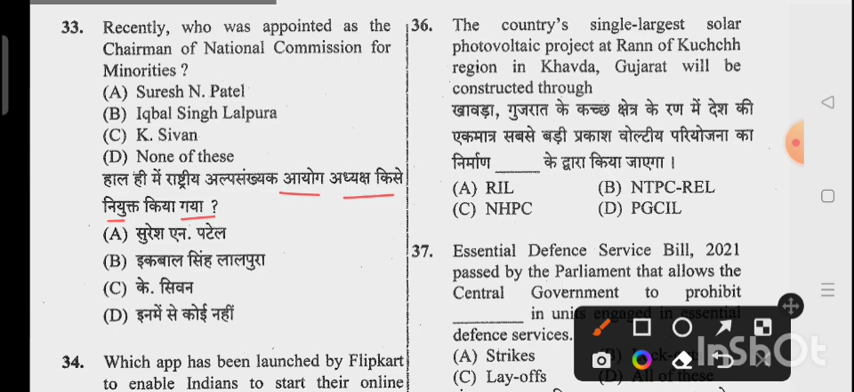 33. Recently, who was appointed as the
Chairman of National Commission for
Minorities ?
(A) Suresh N. Patel
(B) Iqbal Singh Lalpura
(C) K. Sivan
(D) None of these
हाल ही में राष्ट्रीय अल्पसंख्यक आयोग अध्यक्ष किसे
नियुक्त किया गया ?
(A) सुरेश एन. पटेल
(B) इकबाल सिंह लालपुरा
(C) के. सिवन
(D) इनमें से कोई नहीं
34. Which app has been launched by Flipkart
to enable Indians to start their online
36. The country's single-largest solar
photovoltaic project at Rann of Kuchchh
region in Khavda, Gujarat will be
constructed through
खावड़ा, गुजरात के कच्छ क्षेत्र के रण में देश की
एकमात्र सबसे बड़ी प्रकाश वोल्टीय परियोजना का
निर्माण ______ के द्वारा किया जाएगा ।
(A) RIL (B) NTPC-REL
(C) NHPC (D) PGCIL
37. Essential Defence Service Bill, 2021
passed by the Parliament that allows the
Central Government to prohibit
______ in units engaged in essential
defence services.
(A) Strikes
(C) Lay-offs (D) All of these
InShOt